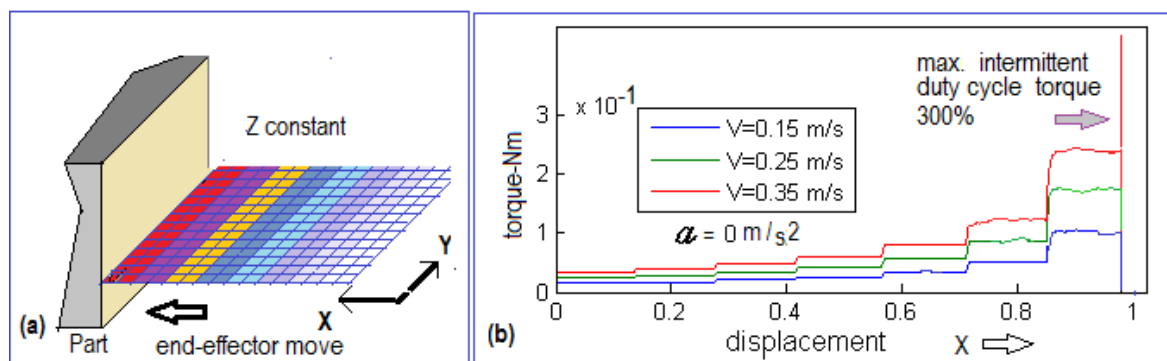 Z constant
Y
X
(a)
Part
end-effector move
max. intermittent
duty cycle torque
300%
x 10-1
V=0.15 m/s
V=0.25 m/s
V=0.35 m/s
a = 0 m/s2
torque-Nm
3
2
1
0
0 0.2 0.4 0.6 0.8 1
(b)
displacement
X